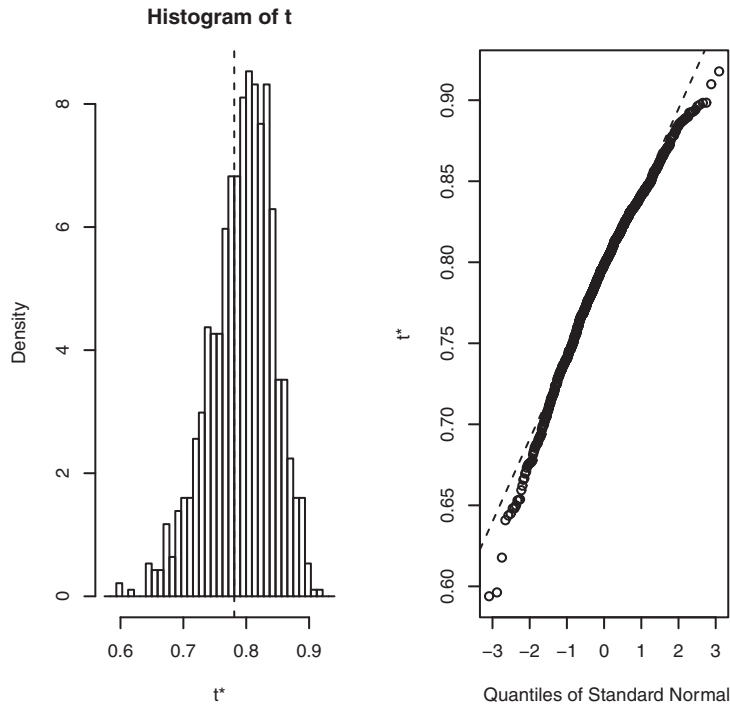 Histogram of t
Density
8
6
4
2
0
0.6 0.7 0.8 0.9
t*
t*
0.90
0.85
0.80
0.75
0.70
0.65
0.60
−3 −2 −1 0 1 2 3
Quantiles of Standard Normal